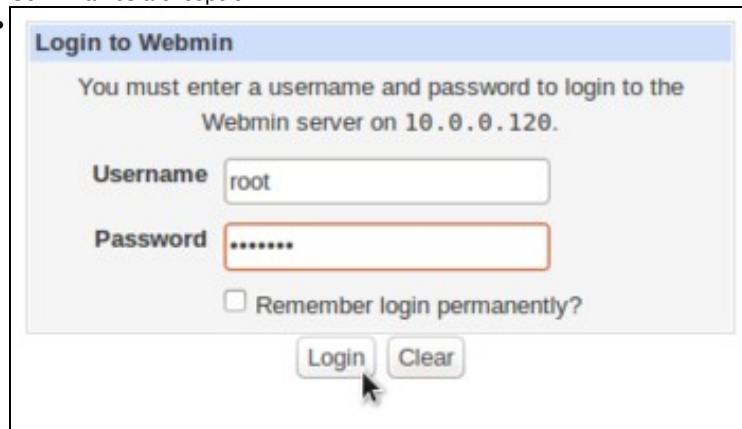 Login to Webmin
You must enter a username and password to login to the
Webmin server on 10.0.0.120.
Username root
Password •••••••
Remember login permanently?
Login Clear